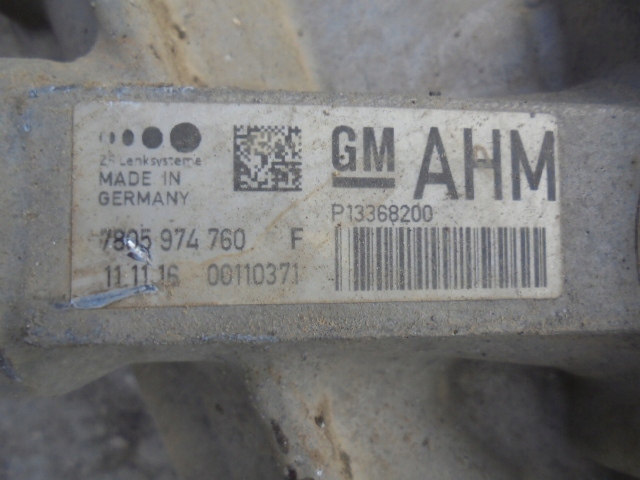 ZF Lenksysteme
MADE IN
GERMANY
7805 974 760 F
11.11.16 00110371
GM AHM
P13368200